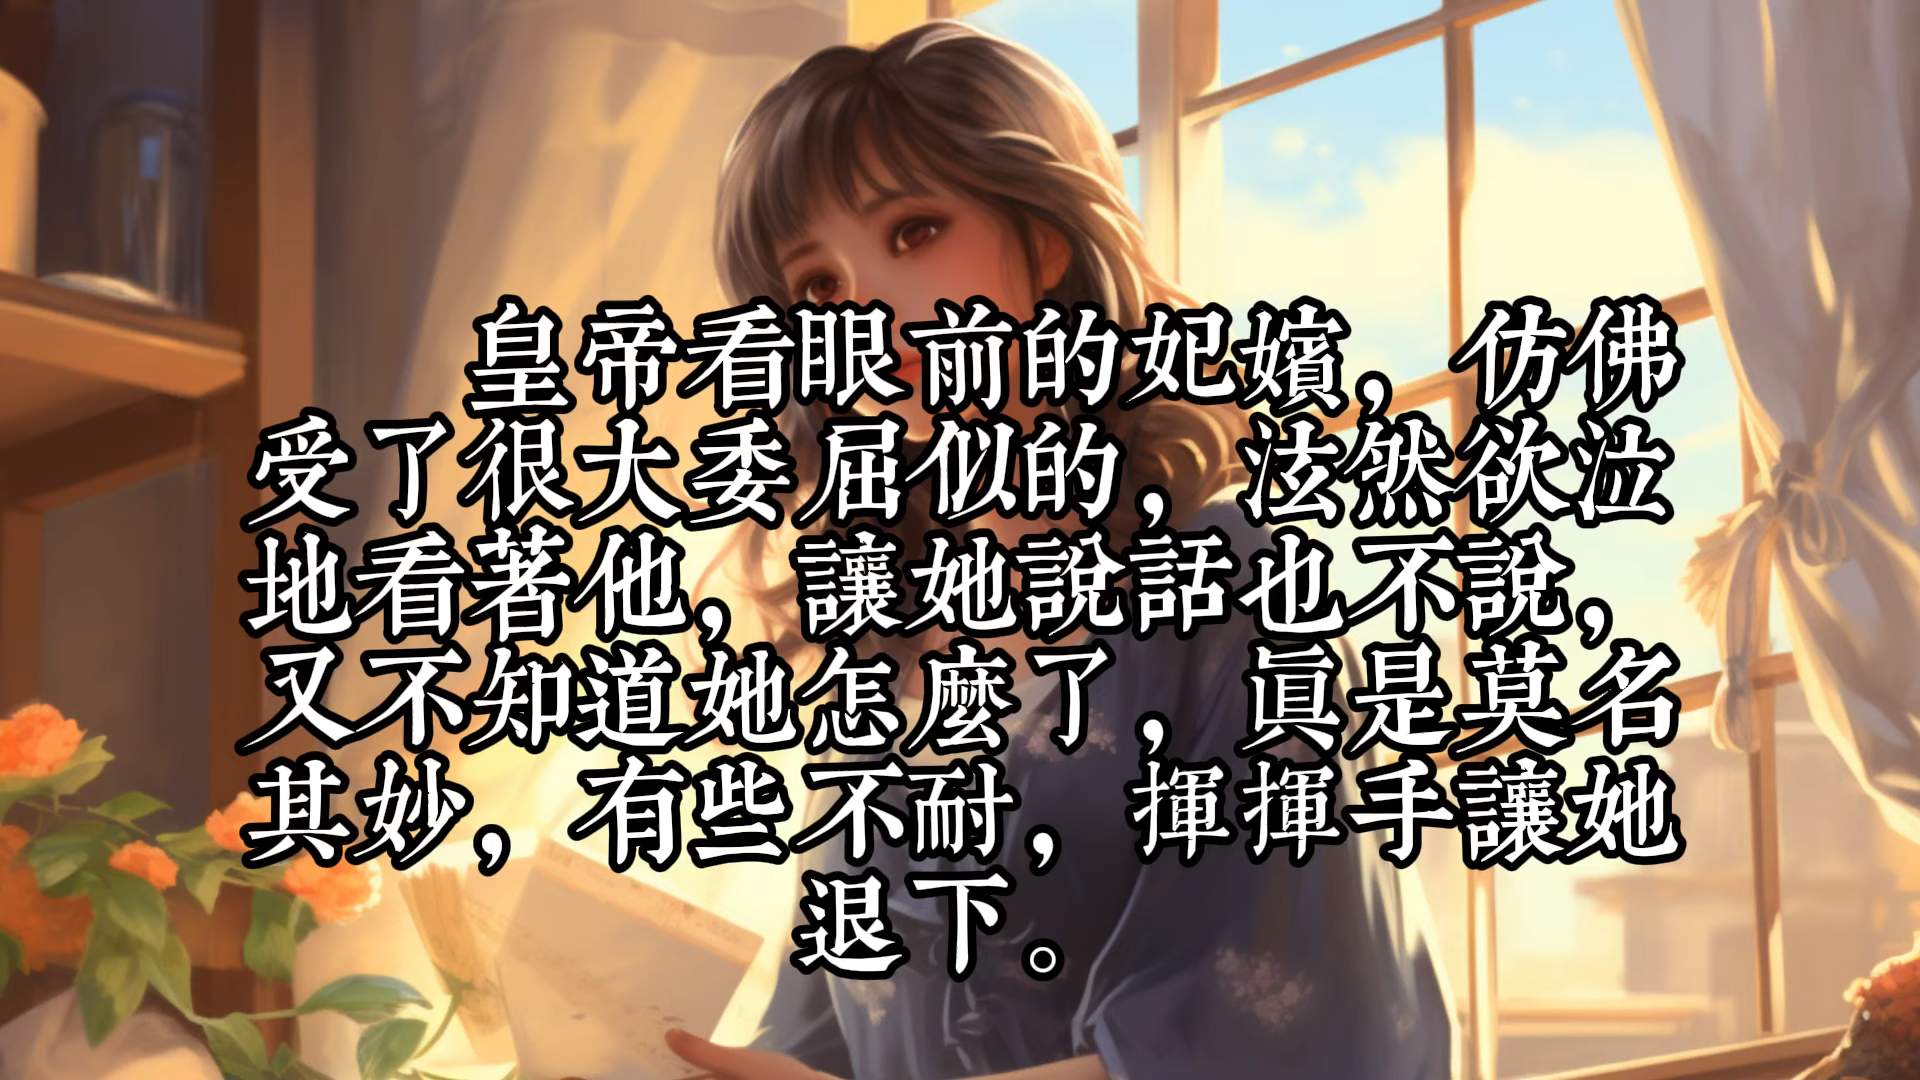 皇帝看眼前的妃嬪，仿佛
受了很大委屈似的，泫然欲泣
地看著他，讓她說話也不說，
又不知道她怎麼了，真是莫名
其妙，有些不耐，揮揮手讓她
退下。